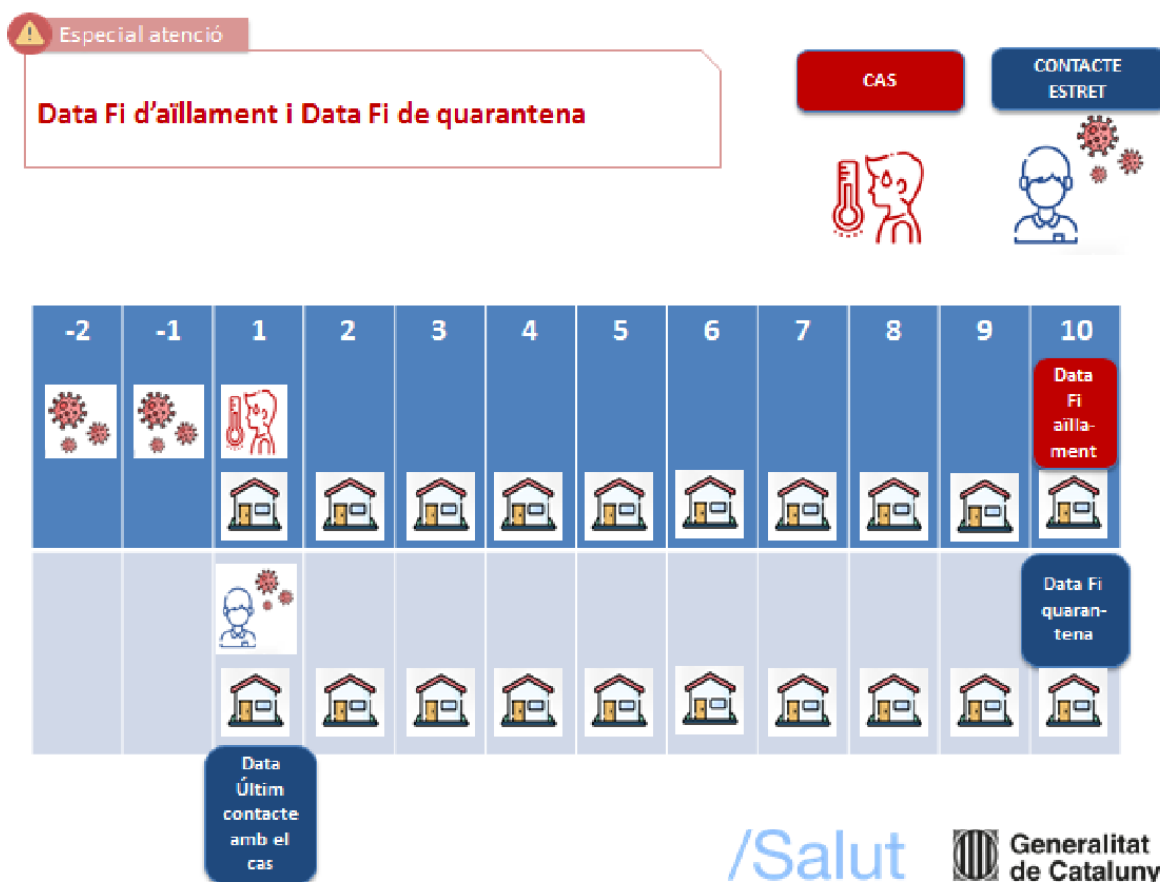 Especial atenció
Data Fi d'aïllament i Data Fi de quarantena
CAS
CONTACTE
ESTRET
-2 -1 1 2 3 4 5 6 7 8 9 10
Data
Fi
aïlla-
ment
Data Fi
quaran-
tena
Data
Últim
contacte
amb el
cas
/Salut
Generalitat
de Cataluny